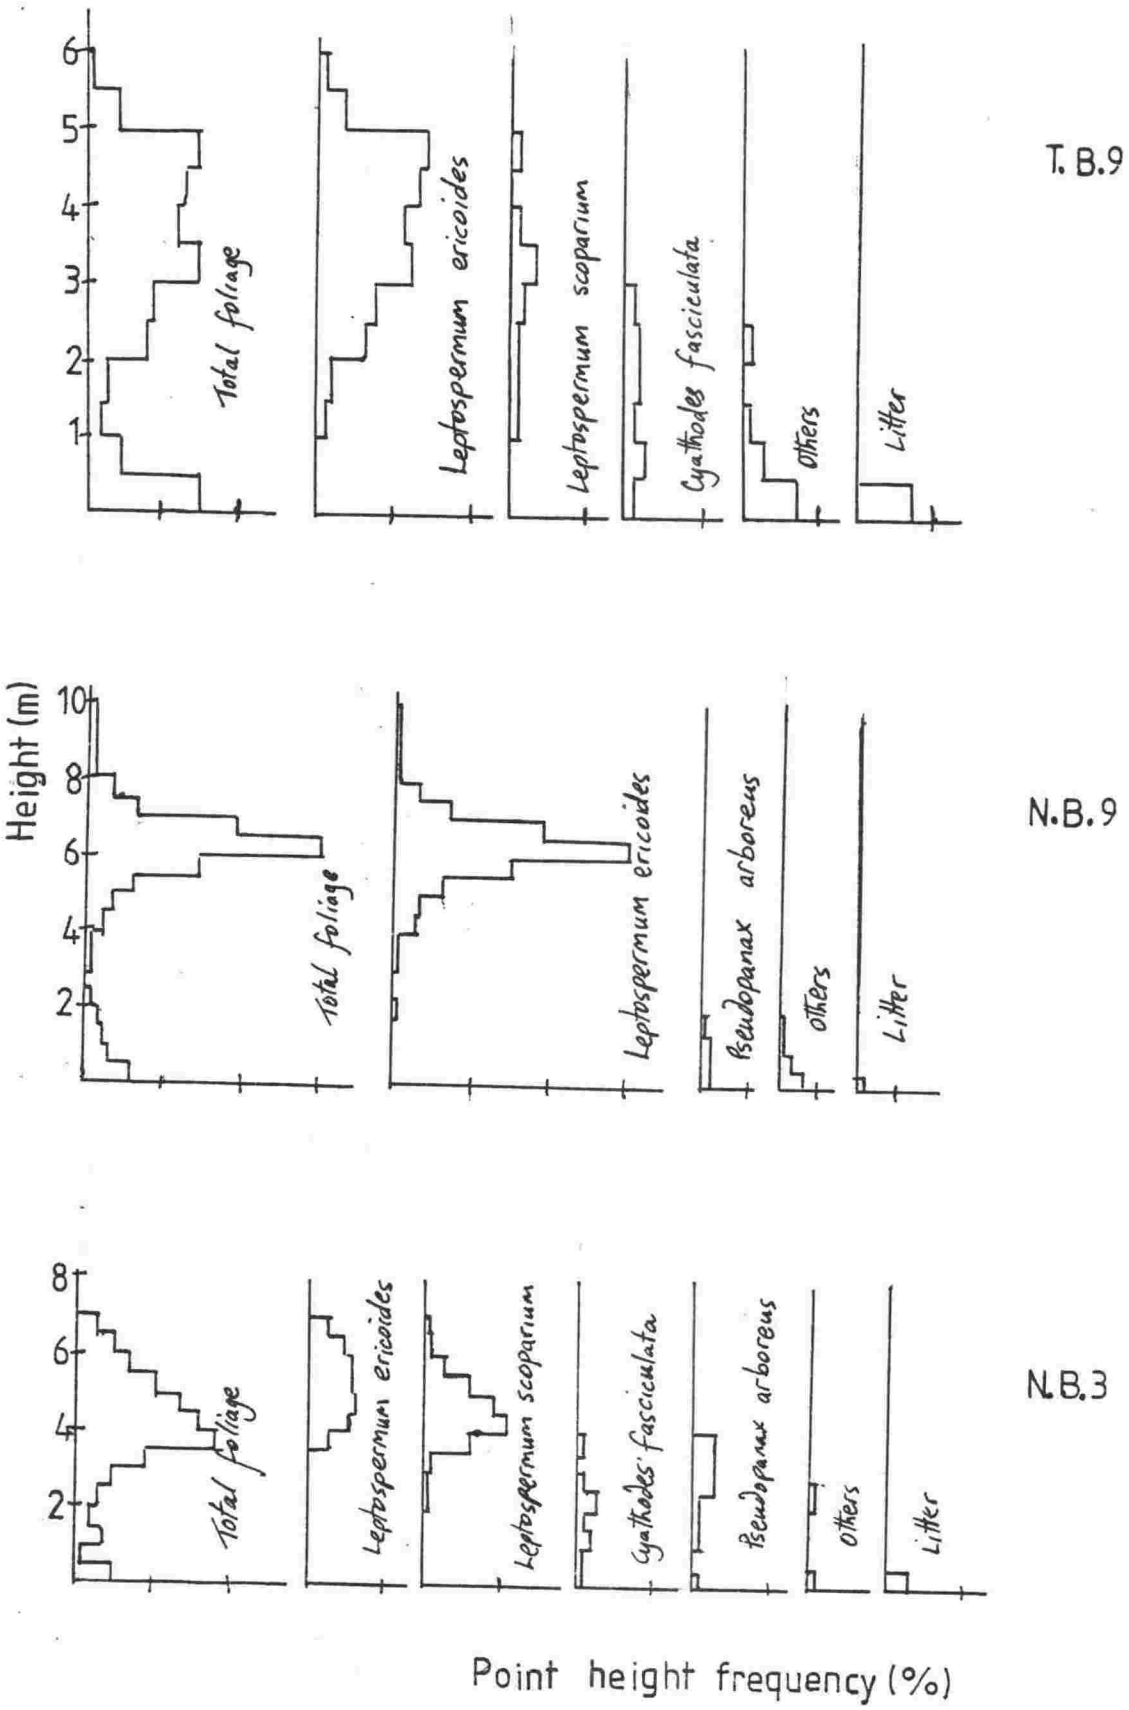 6
5
4
3
2
1
Total foliage
Leptospermum ericoides
Leptospermum scoparium
Cyathodes fasciculata
Others
Litter
T.B.9
Height (m)
10
8
6
4
2
Total foliage
Leptospermum ericoides
Pseudopanax arboreus
Others
Litter
N.B.9
8
6
4
2
Total foliage
Leptospermum ericoides
Leptospermum scoparium
Cyathodes fasciculata
Pseudopanax arboreus
Others
Litter
N.B.3
Point height frequency (%)